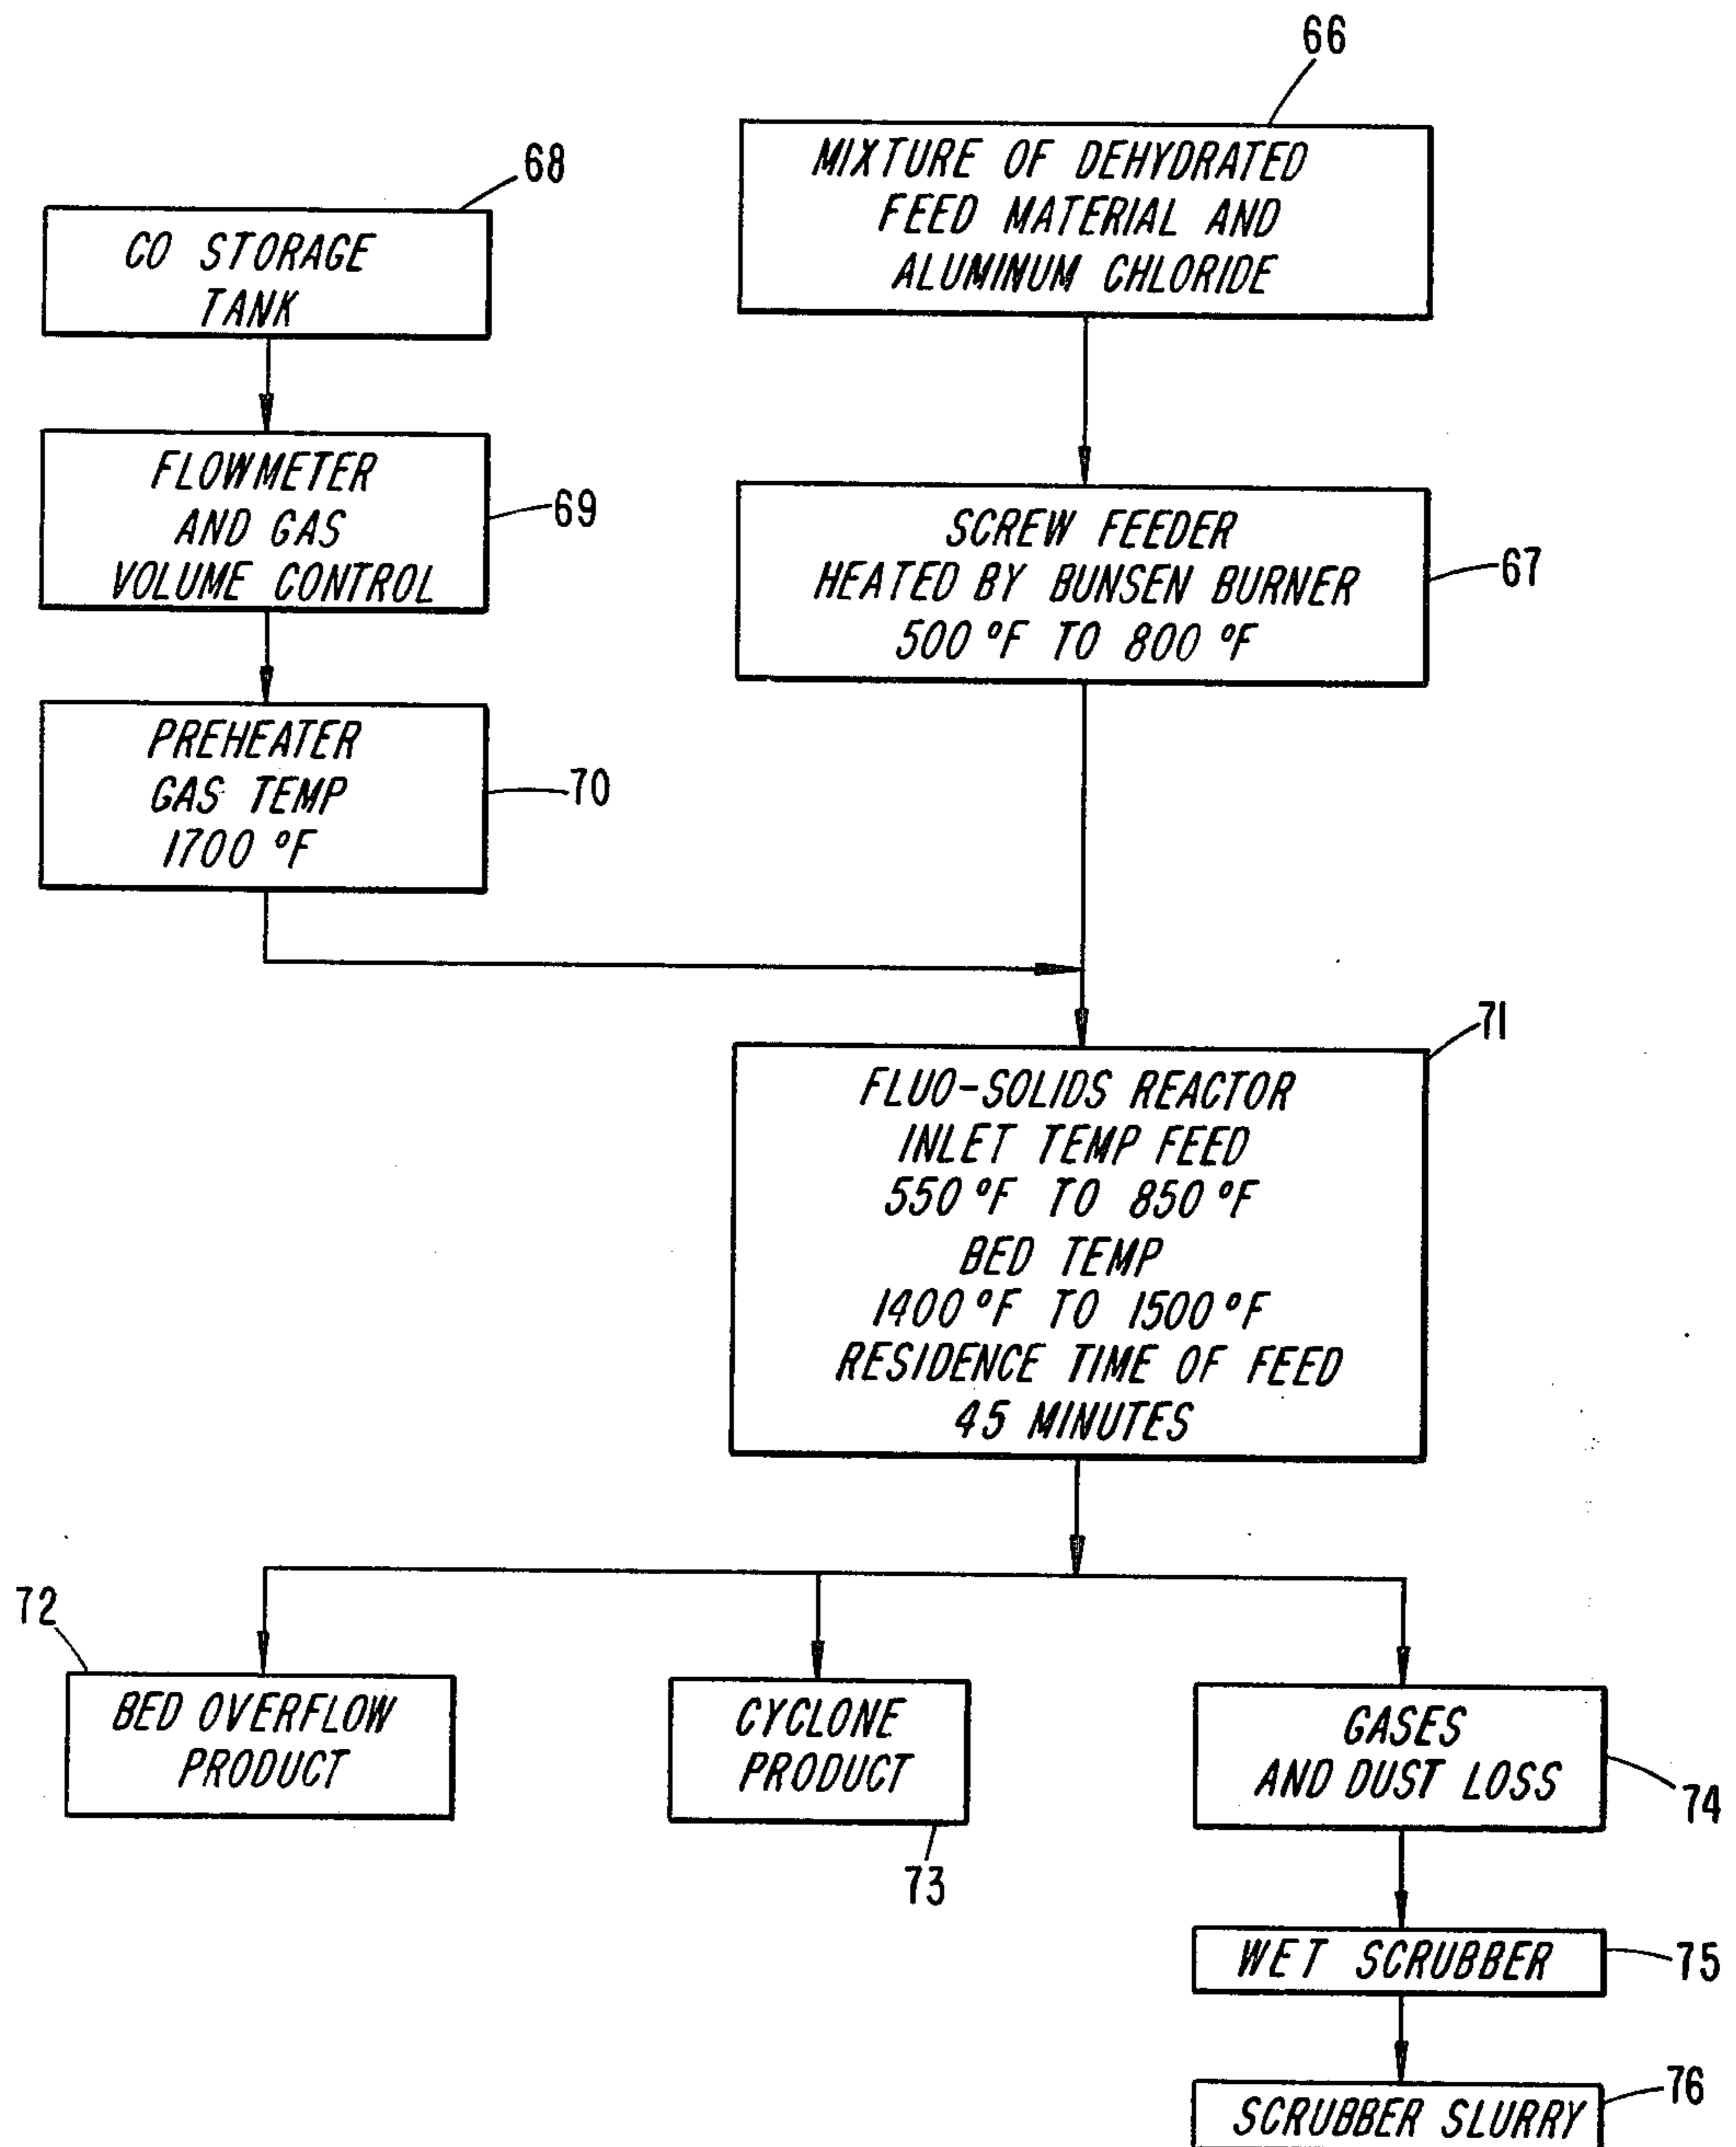 66
MIXTURE OF DEHYDRATED
FEED MATERIAL AND
ALUMINUM CHLORIDE
68
CO STORAGE
TANK
FLOWMETER
AND GAS
VOLUME CONTROL
69
SCREW FEEDER
HEATED BY BUNSEN BURNER
500 °F TO 800 °F
67
PREHEATER
GAS TEMP
1700 °F
70
71
FLUO-SOLIDS REACTOR
INLET TEMP FEED
550 °F TO 850 °F
BED TEMP
1400 °F TO 1500 °F
RESIDENCE TIME OF FEED
45 MINUTES
72
BED OVERFLOW
PRODUCT
CYCLONE
PRODUCT
73
GASES
AND DUST LOSS
74
WET SCRUBBER
75
76
SCRUBBER SLURRY